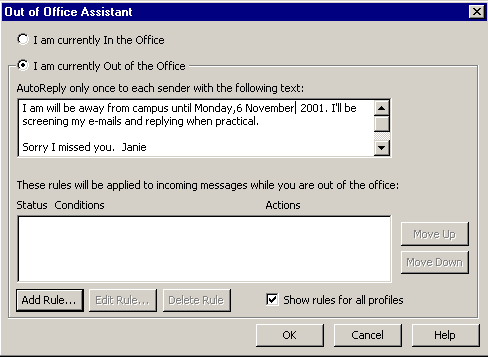 Out of Office Assistant
I am currently In the Office
I am currently Out of the Office
AutoReply only once to each sender with the following text:
I am will be away from campus until Monday,6 November 2001. I'll be
screening my e-mails and replying when practical.
Sorry I missed you.  Janie
These rules will be applied to incoming messages while you are out of the office:
Status Conditions Actions
Move Up
Move Down
Add Rule... Edit Rule... Delete Rule Show rules for all profiles
OK Cancel Help